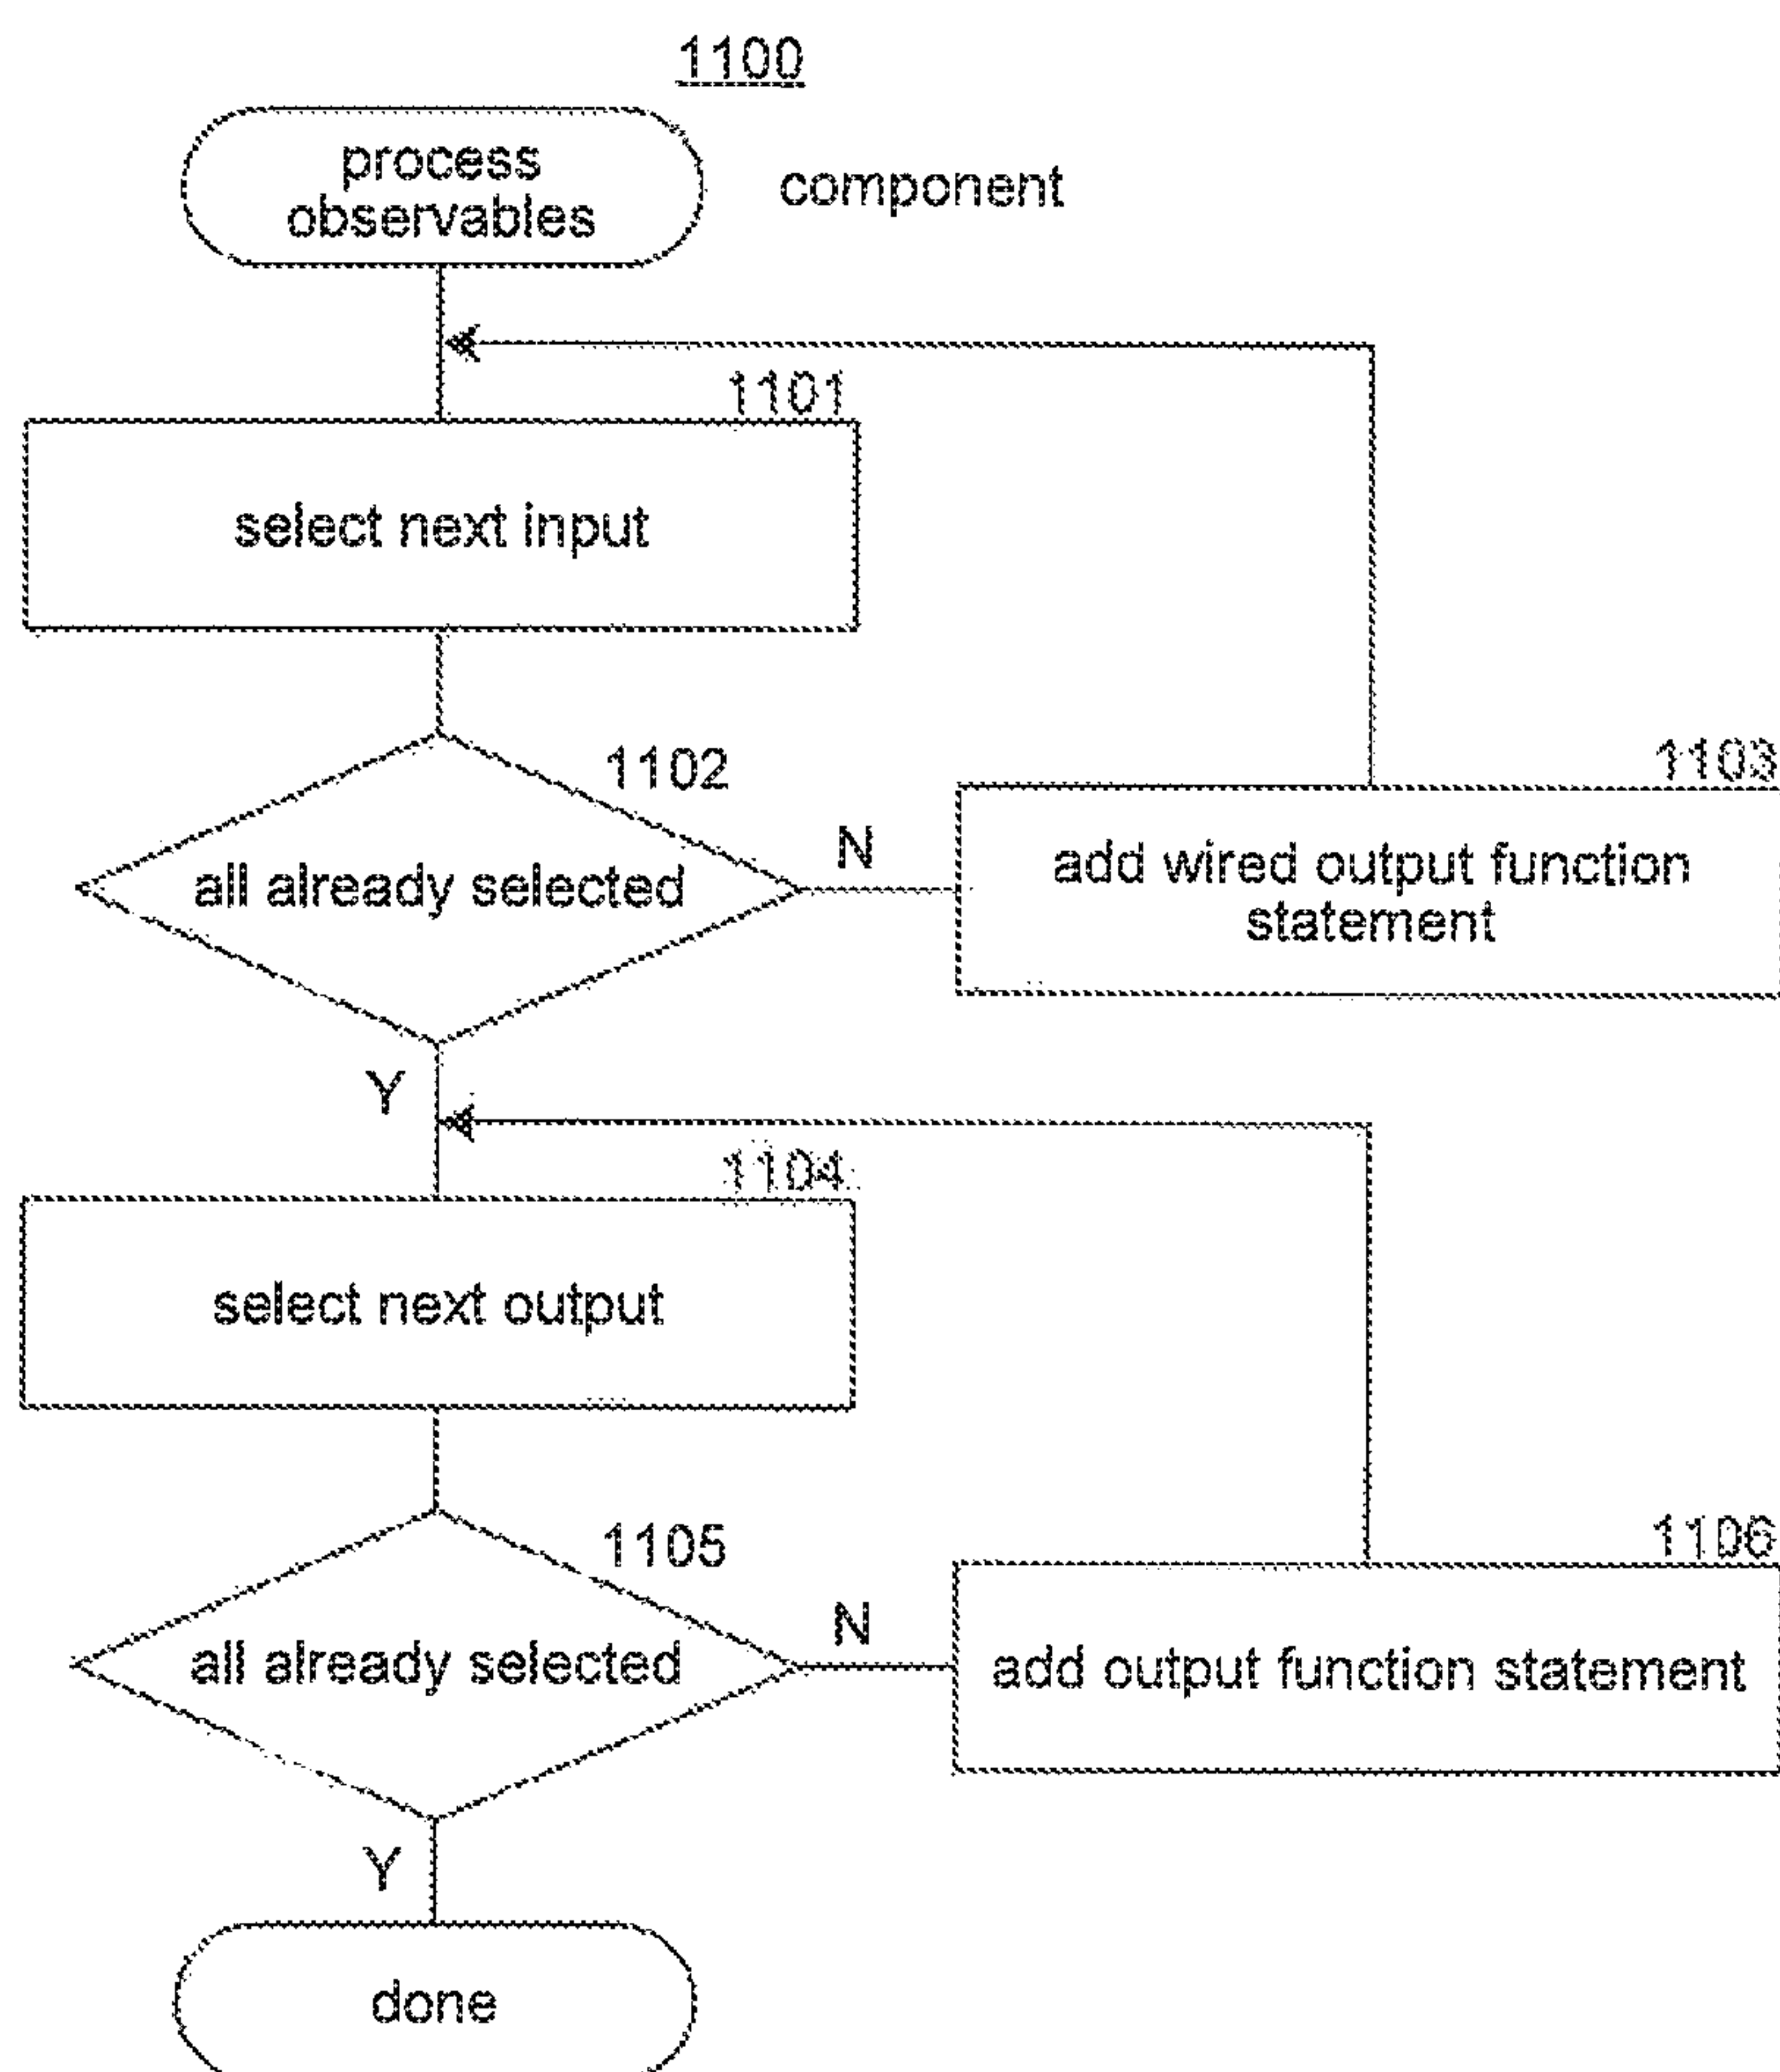 1100
process
observables
component
1101
select next input
1102
all already selected
N
1103
add wired output function
statement
Y
1104
select next output
1105
all already selected
N
1106
add output function statement
Y
done